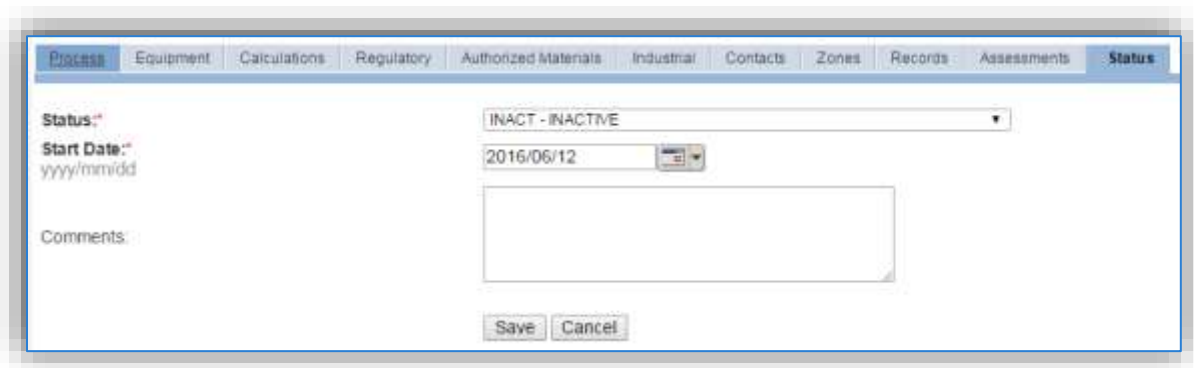 Process Equipment Calculations Regulatory Authorized Materials Industrial Contacts Zones Records Assessments Status
Status:* INACT - INACTIVE
Start Date:* 2016/06/12
yyyy/mm/dd
Comments:
Save Cancel